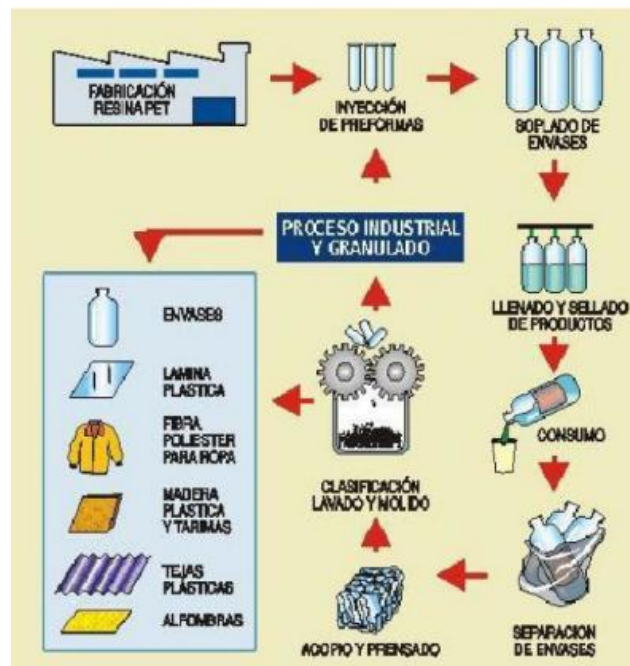 FABRICACIÓN
RESINA PET
INYECCIÓN
DE PREFORMAS
SOPLADO DE
ENVASES
PROCESO INDUSTRIAL
Y GRANULADO
LLENADO Y SELLADO
DE PRODUCTOS
CONSUMO
SEPARACION
DE ENVASES
ACOPIO Y PRENSADO
CLASIFICACIÓN
LAVADO Y MOLIDO
ENVASES
LAMINA
PLASTICA
FIBRA
POLIESTER
PARA ROPA
MADERA
PLASTICA
Y TARIMAS
TEJAS
PLÁSTICAS
ALFOMBRAS